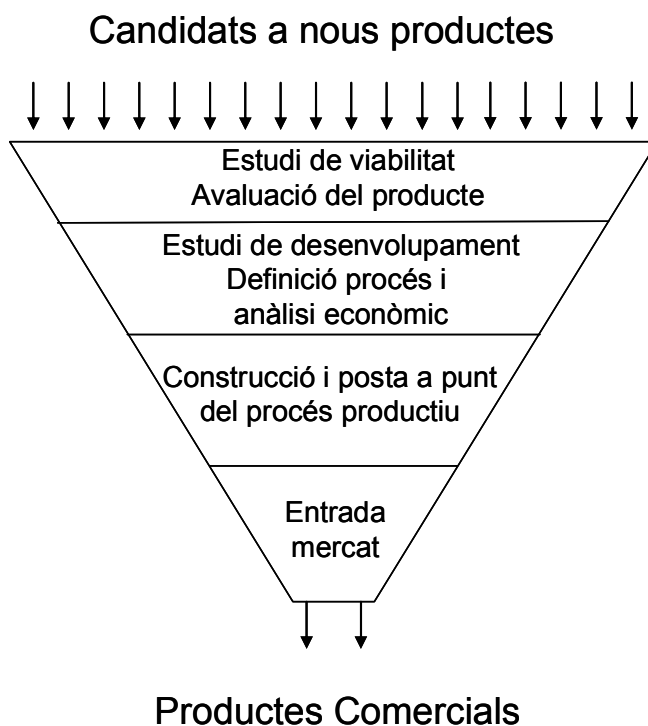 Candidats a nous productes
Estudi de viabilitat
Avaluació del producte
Estudi de desenvolupament
Definició procés i
anàlisi econòmic
Construcció i posta a punt
del procés productiu
Entrada
mercat
Productes Comercials